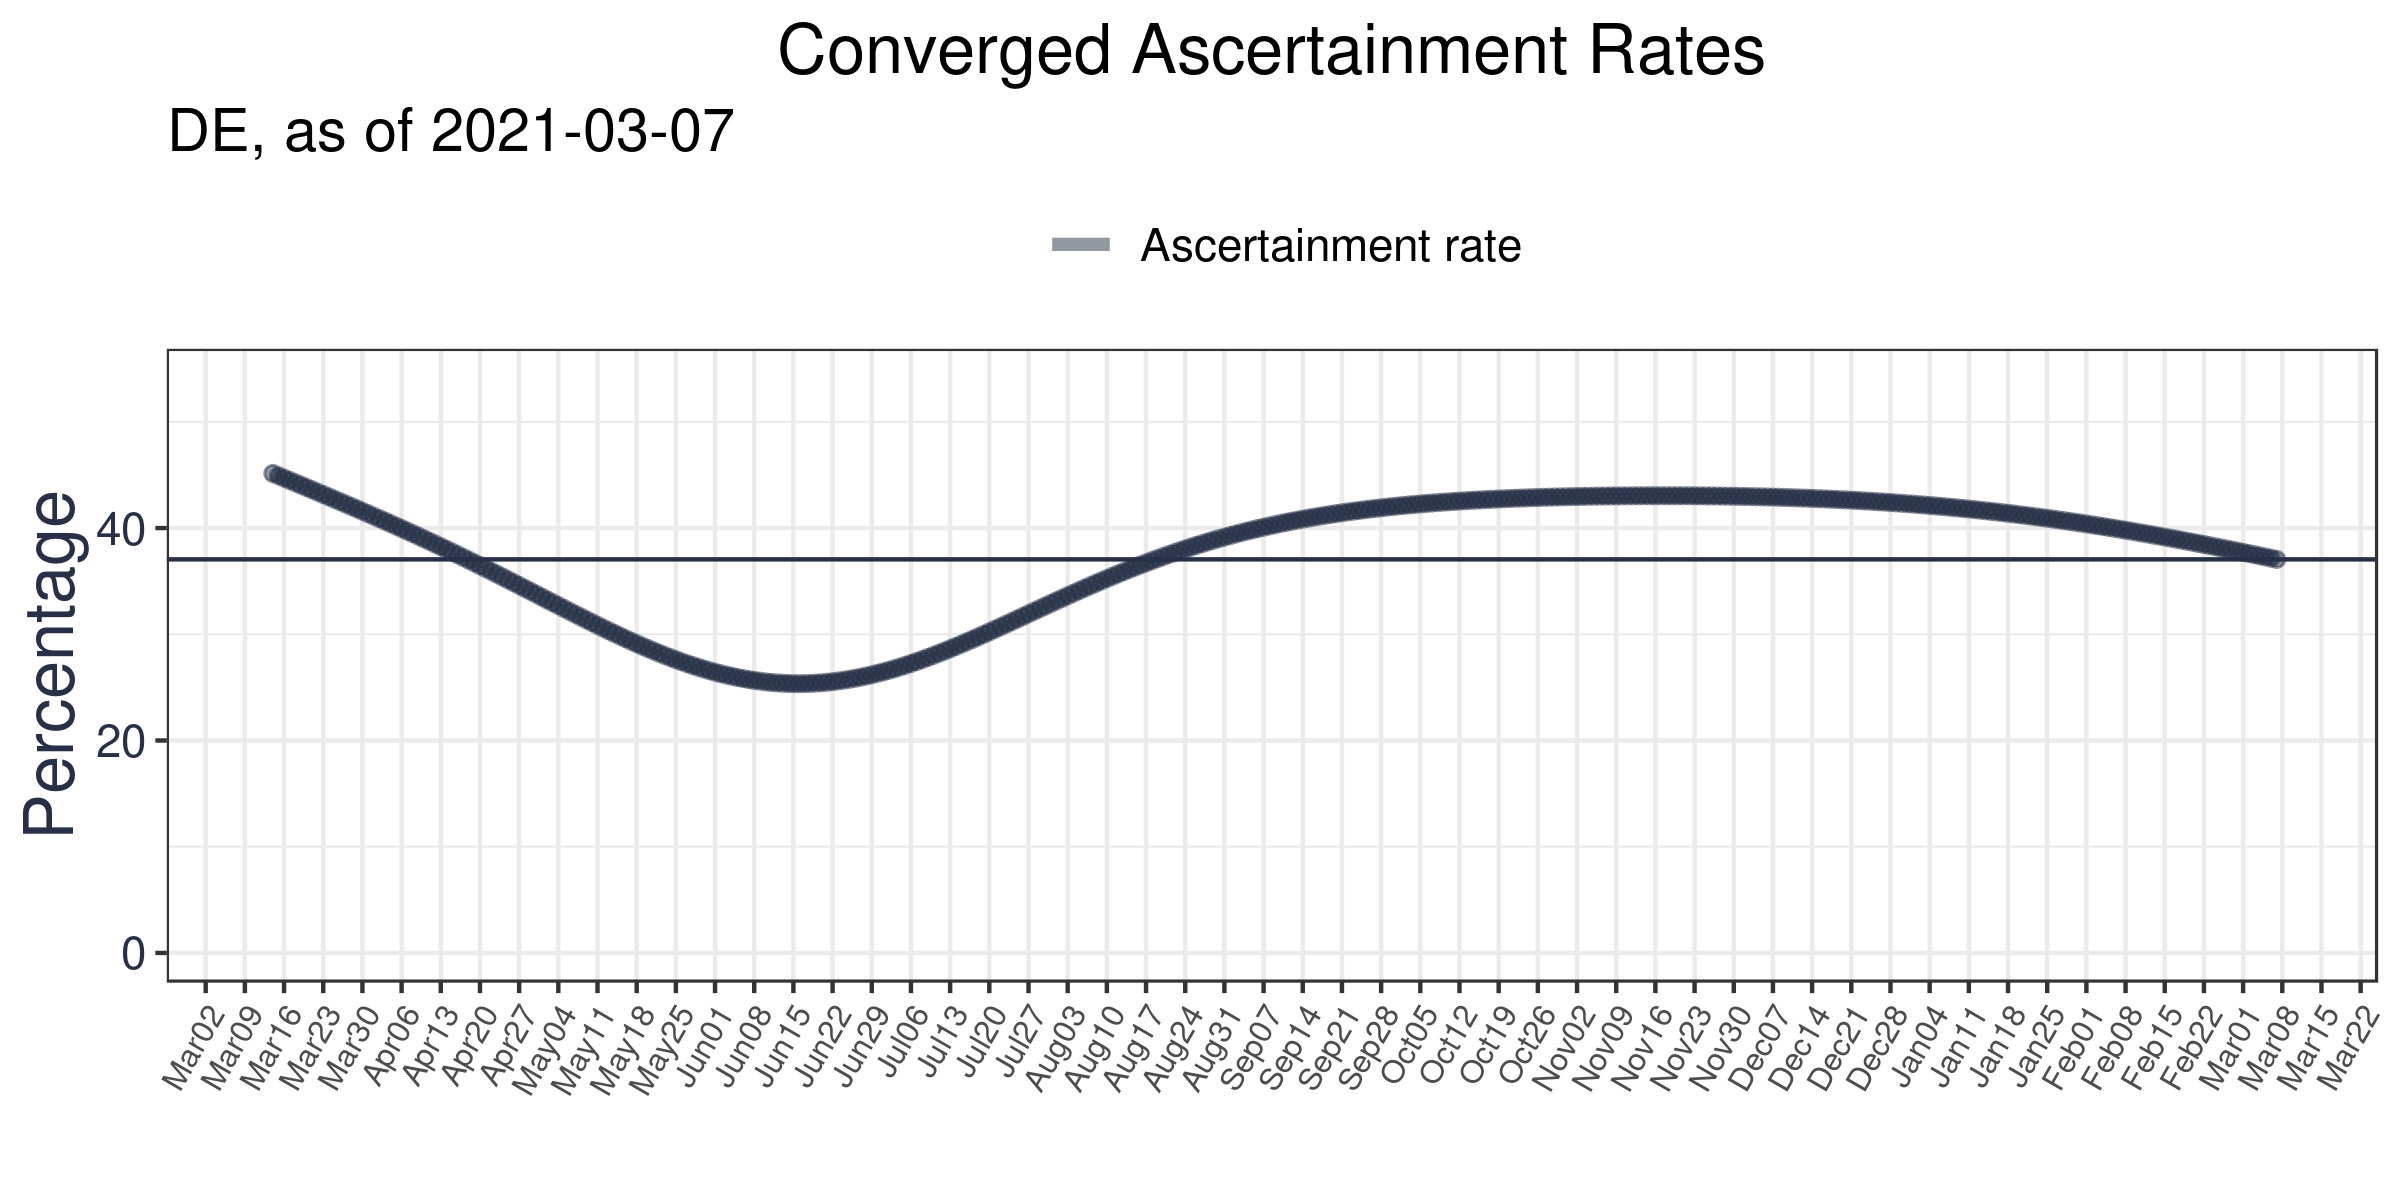 Converged Ascertainment Rates
DE, as of 2021-03-07
Ascertainment rate
Percentage
40
20
0
Mar02
Mar09
Mar16
Mar23
Mar30
Apr06
Apr13
Apr20
Apr27
May04
May11
May18
May25
Jun01
Jun08
Jun15
Jun22
Jun29
Jul06
Jul13
Jul20
Jul27
Aug03
Aug10
Aug17
Aug24
Aug31
Sep07
Sep14
Sep21
Sep28
Oct05
Oct12
Oct19
Oct26
Nov02
Nov09
Nov16
Nov23
Nov30
Dec07
Dec14
Dec21
Dec28
Jan04
Jan11
Jan18
Jan25
Feb01
Feb08
Feb15
Feb22
Mar01
Mar08
Mar15
Mar22